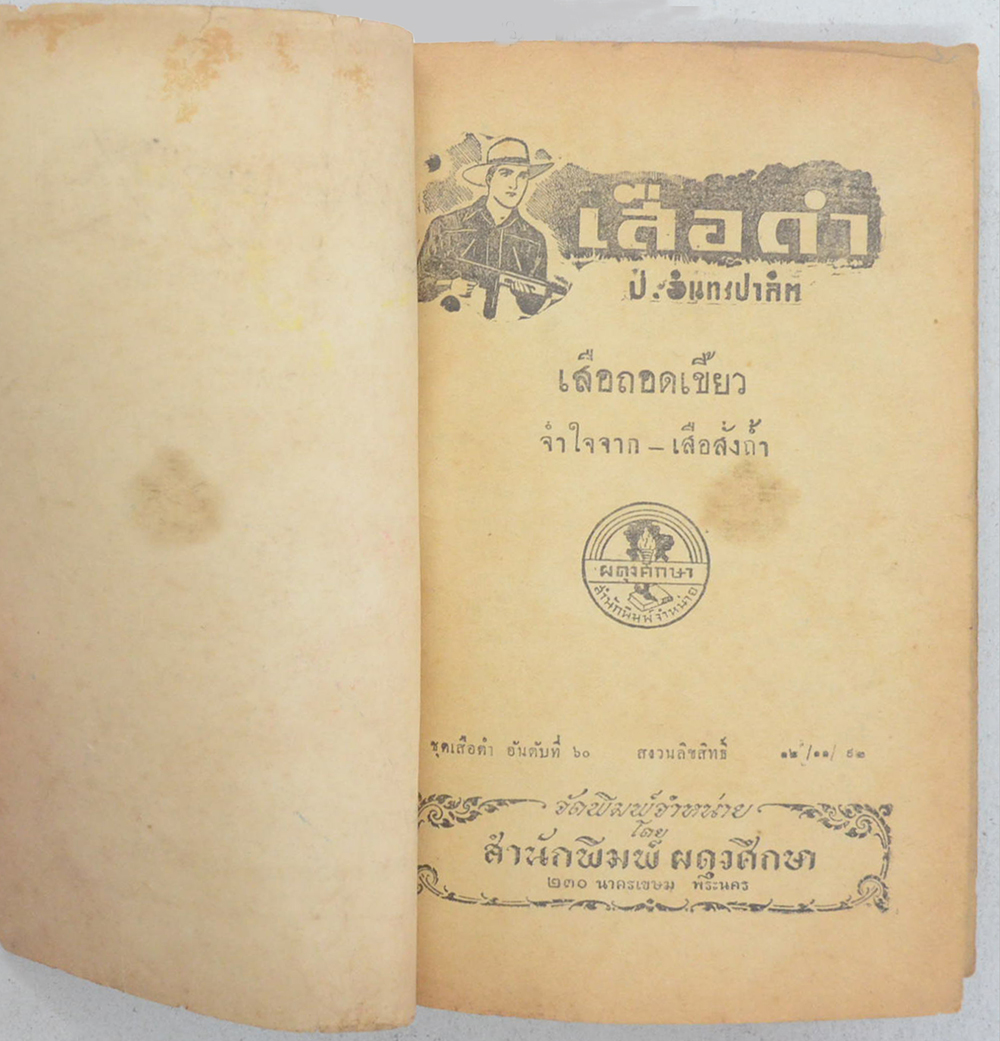 เสือดำ
ป. อินทรปาลิต
เสือถอดเขี้ยว
จำใจจาก – เสือสั่งถ้ำ
ผดุงศึกษา
สำนักพิมพ์จำหน่าย
ชุดเสือดำ อันดับที่ ๖๐ สงวนลิขสิทธิ์ ๑๒/๑๑/๙๒
จัดพิมพ์จำหน่าย
โดย
สำนักพิมพ์ ผดุงศึกษา
๒๓๐ นาครเขษม พระนคร